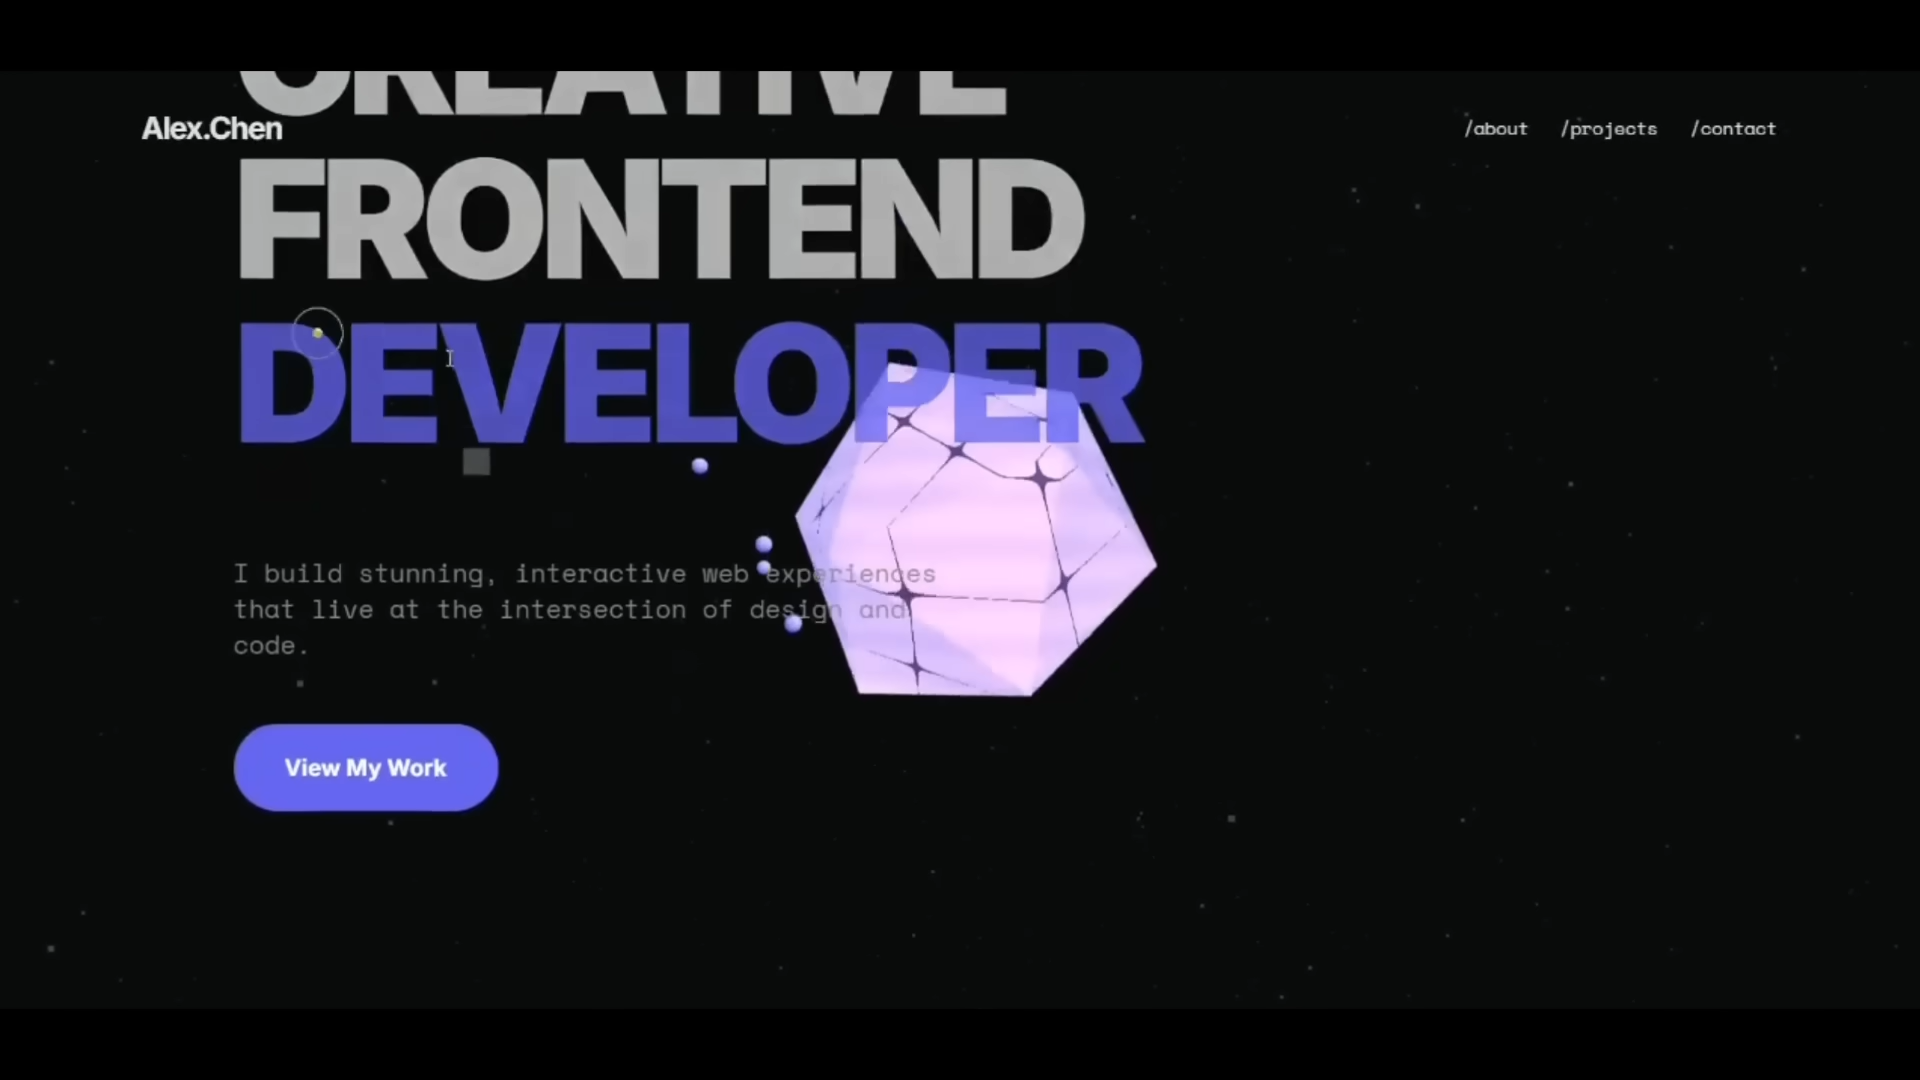 CREATIVE
Alex.Chen
/about /projects /contact
FRONTEND
DEVELOPER
I build stunning, interactive web experiences
that live at the intersection of design and
code.
View My Work